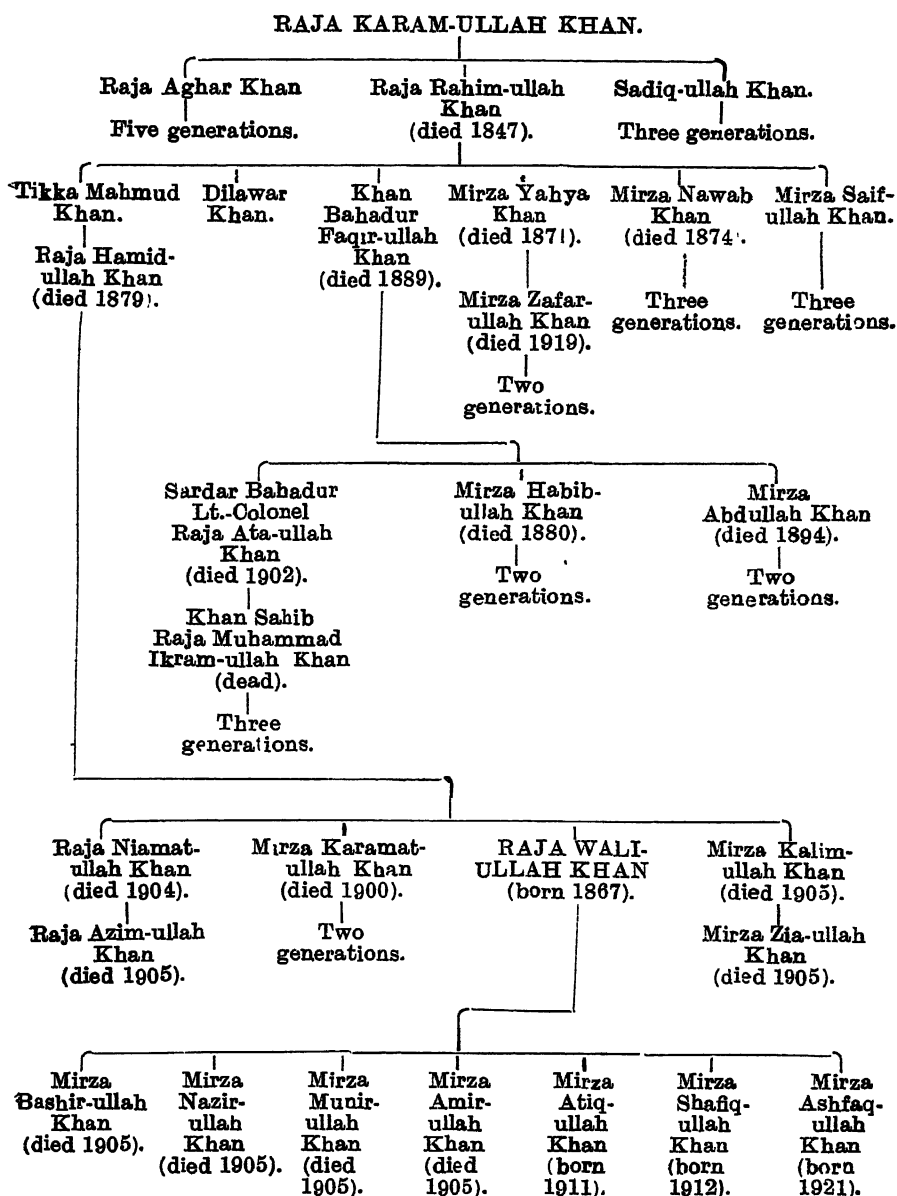 RAJA KARAM-ULLAH KHAN.
Raja Aghar Khan
Five generations.
Raja Rahim-ullah
Khan
(died 1847).
Sadiq-ullah Khan.
Three generations.
Tikka Mahmud
Khan.
Raja Hamid-
ullah Khan
(died 1879).
Dilawar
Khan.
Khan
Bahadur
Faqir-ullah
Khan
(died 1889).
Mirza Yahya
Khan
(died 1871).
Mirza Zafar-
ullah Khan
(died 1919).
Two
generations.
Mirza Nawab
Khan
(died 1874).
Three
generations.
Mirza Saif-
ullah Khan.
Three
generations.
Sardar Bahadur
Lt.-Colonel
Raja Ata-ullah
Khan
(died 1902).
Khan Sahib
Raja Muhammad
Ikram-ullah Khan
(dead).
Three
generations.
Mirza Habib-
ullah Khan
(died 1880).
Two
generations.
Mirza
Abdullah Khan
(died 1894).
Two
generations.
Raja Niamat-
ullah Khan
(died 1904).
Raja Azim-ullah
Khan
(died 1905).
Mirza Karamat-
ullah Khan
(died 1900).
Two
generations.
RAJA WALI-
ULLAH KHAN
(born 1867).
Mirza Kalim-
ullah Khan
(died 1905).
Mirza Zia-ullah
Khan
(died 1905).
Mirza
Bashir-ullah
Khan
(died 1905).
Mirza
Nazir-
ullah
Khan
(died 1905).
Mirza
Munir-
ullah
Khan
(died
1905).
Mirza
Amir-
ullah
Khan
(died
1905).
Mirza
Atiq-
ullah
Khan
(born
1911).
Mirza
Shafiq-
ullah
Khan
(born
1912).
Mirza
Ashfaq-
ullah
Khan
(born
1921).